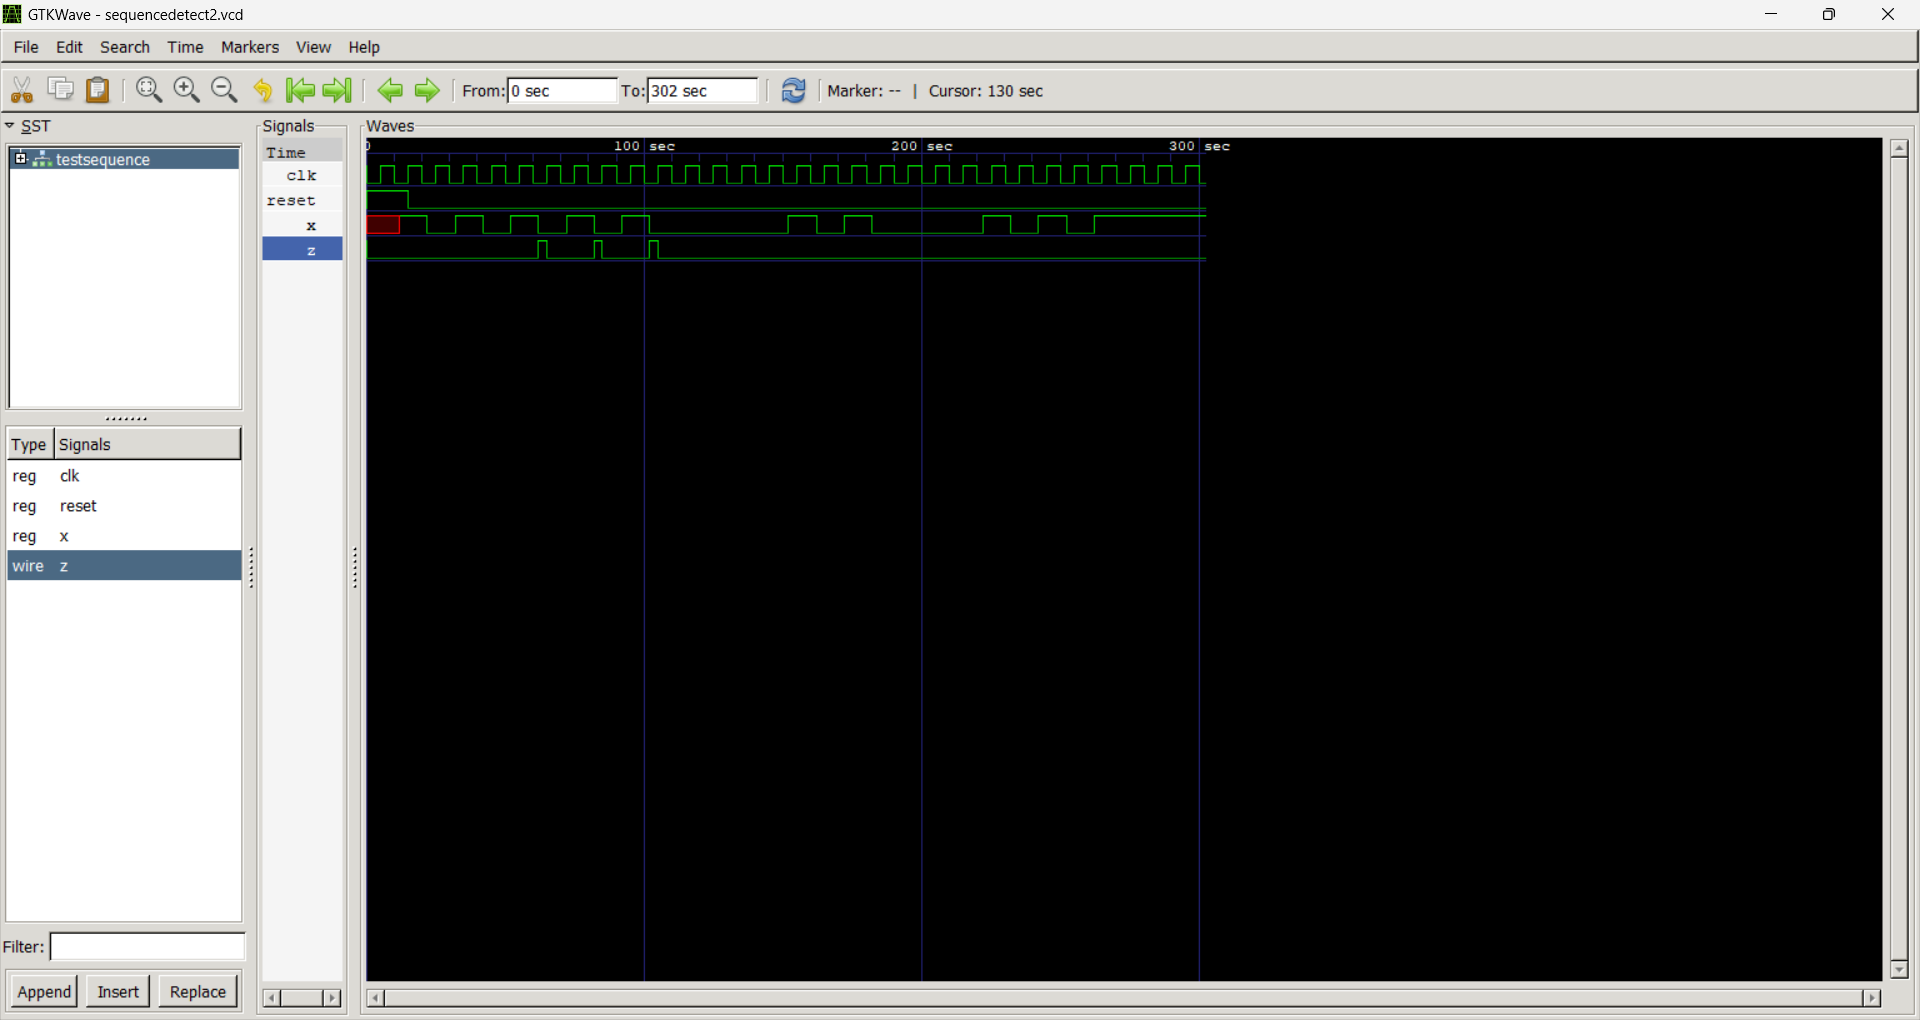 GTKWave - sequencedetect2.vcd
File Edit Search Time Markers View Help
From: 0 sec To: 302 sec Marker: -- | Cursor: 130 sec
SST
testsequence
Type Signals
reg clk
reg reset
reg x
wire z
Filter:
Append Insert Replace
Signals
Time
clk
reset
x
z
Waves
0 100 sec 200 sec 300 sec